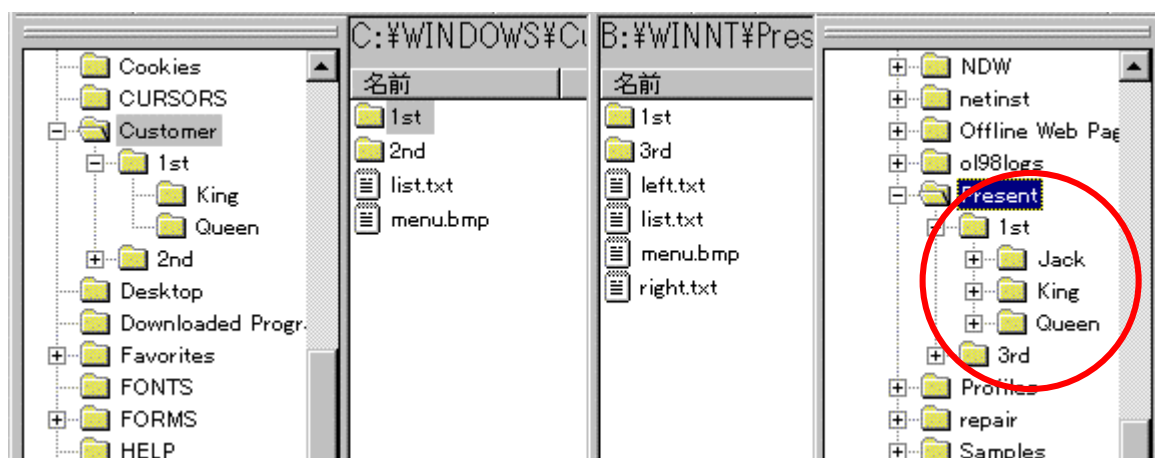 Cookies
CURSORS
Customer
1st
King
Queen
2nd
Desktop
Downloaded Progr
Favorites
FONTS
FORMS
HELP
C:¥WINDOWS¥Cu
名前
1st
2nd
list.txt
menu.bmp
B:¥WINNT¥Pres
名前
1st
3rd
left.txt
list.txt
menu.bmp
right.txt
NDW
netinst
Offline Web Pag
ol98logs
Present
1st
Jack
King
Queen
3rd
Profiles
repair
Samples